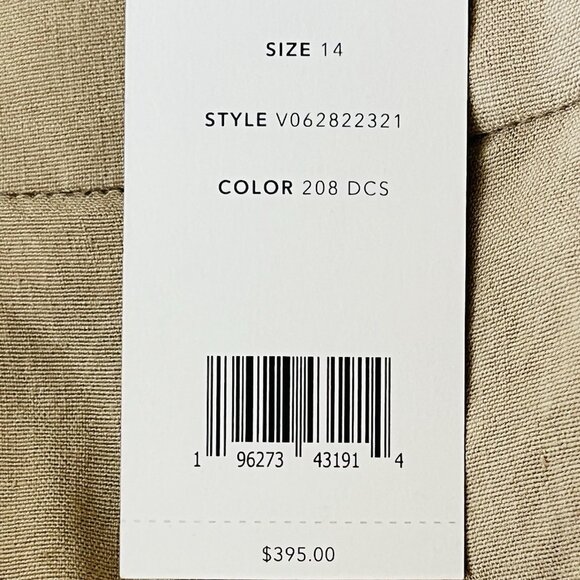 SIZE 14
STYLE V062822321
COLOR 208 DCS
1 96273 43191 4
$395.00